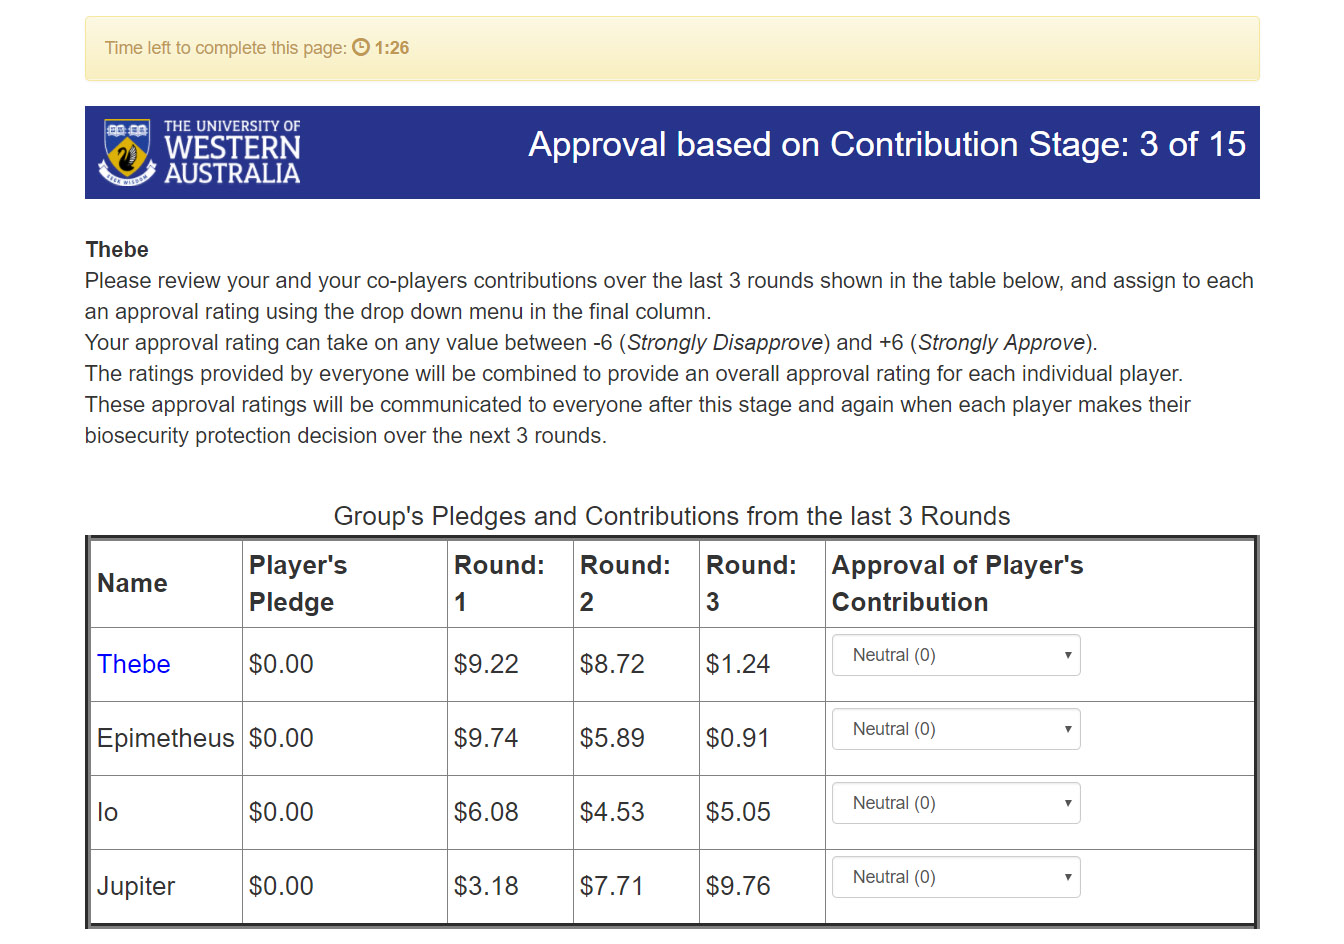 Time left to complete this page: 1:26
THE UNIVERSITY OF
WESTERN
AUSTRALIA
Approval based on Contribution Stage: 3 of 15
Thebe
Please review your and your co-players contributions over the last 3 rounds shown in the table below, and assign to each
an approval rating using the drop down menu in the final column.
Your approval rating can take on any value between -6 (Strongly Disapprove) and +6 (Strongly Approve).
The ratings provided by everyone will be combined to provide an overall approval rating for each individual player.
These approval ratings will be communicated to everyone after this stage and again when each player makes their
biosecurity protection decision over the next 3 rounds.
Group's Pledges and Contributions from the last 3 Rounds
Name Player's Pledge Round: 1 Round: 2 Round: 3 Approval of Player's Contribution
Thebe $0.00 $9.22 $8.72 $1.24 Neutral (0)
Epimetheus $0.00 $9.74 $5.89 $0.91 Neutral (0)
Io $0.00 $6.08 $4.53 $5.05 Neutral (0)
Jupiter $0.00 $3.18 $7.71 $9.76 Neutral (0)